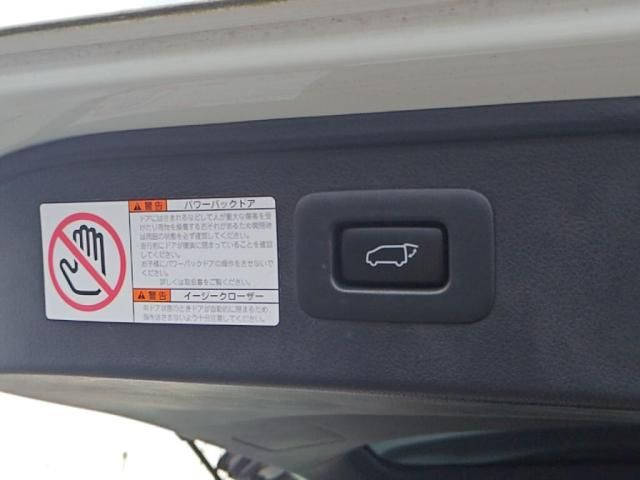 警告 パワーバックドア
ドアにはさまれるなどして人が重大な傷害を受
けたり荷物を損傷するおそれがあるため開閉時
は周囲の状態を必ず確認してください。
走行前にドアが確実に閉まっていることを確認
してください。
お子様にパワーバックドアの操作をさせないで
ください。
詳しくは取扱書をご覧ください。
警告 イージークローザー
半ドア状態のときドアが自動的に閉まるため、
指をはさまないよう十分注意してください。